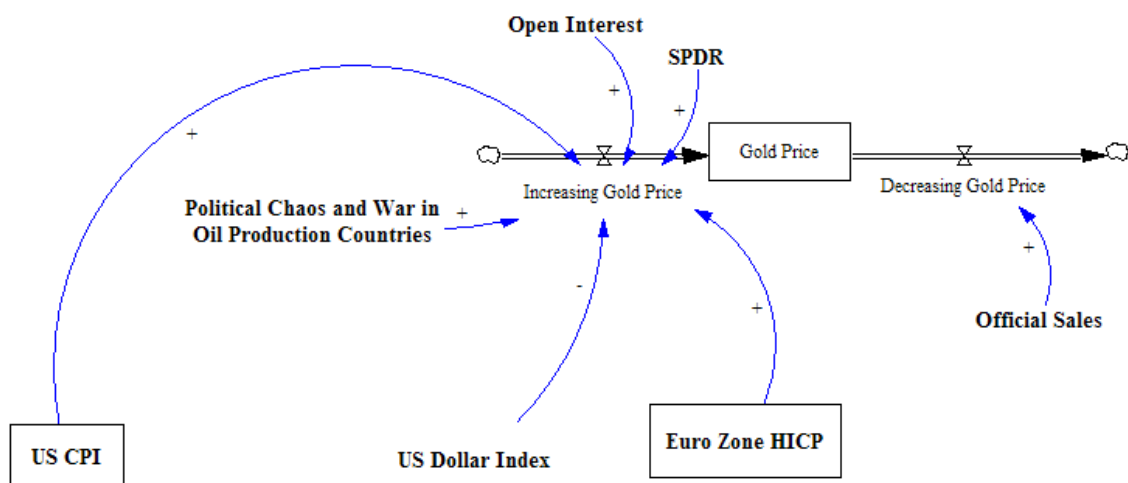 Open Interest
SPDR
+
+
+
Gold Price
Increasing Gold Price
Decreasing Gold Price
Political Chaos and War in
Oil Production Countries
+
+
-
+
Official Sales
US CPI
US Dollar Index
Euro Zone HICP